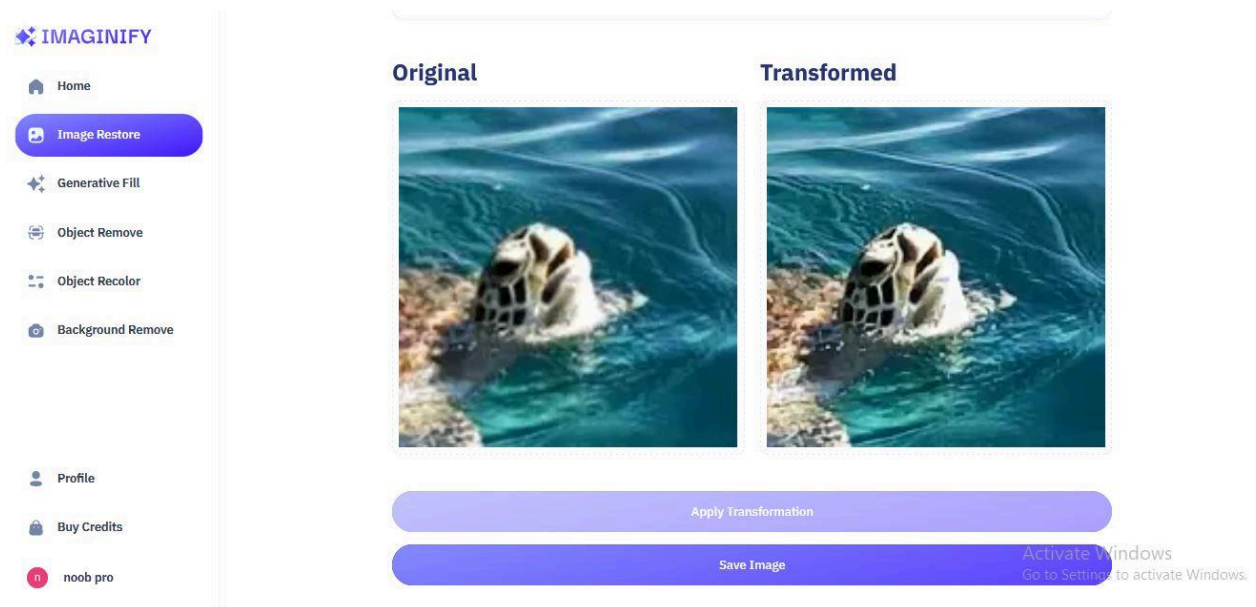 IMAGINIFY
Home
Image Restore
Generative Fill
Object Remove
Object Recolor
Background Remove
Profile
Buy Credits
n
noob pro
Original
Transformed
Apply Transformation
Save Image
Activate Windows
Go to Settings to activate Windows.